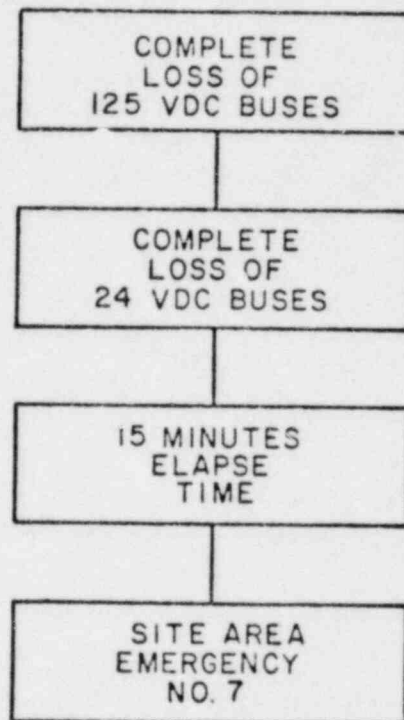 COMPLETE
LOSS OF
125 VDC BUSES
COMPLETE
LOSS OF
24 VDC BUSES
15 MINUTES
ELAPSE
TIME
SITE AREA
EMERGENCY
NO. 7